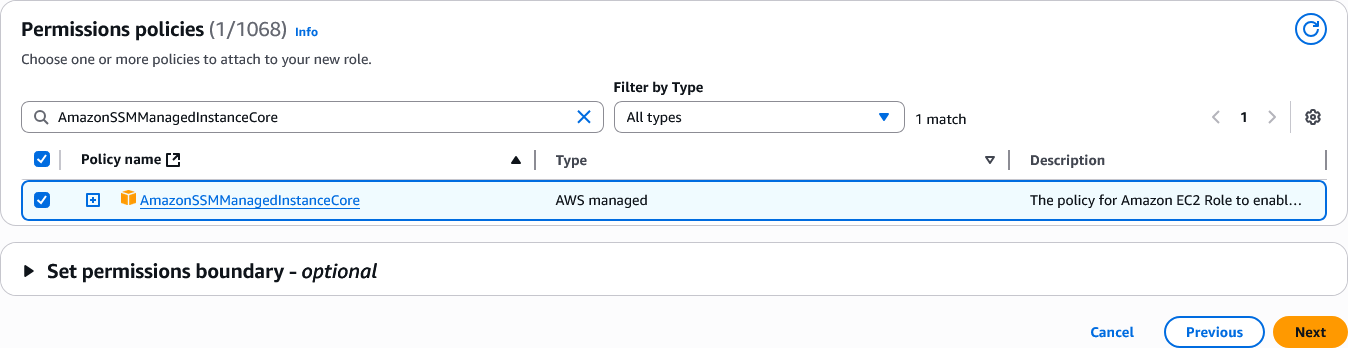 Permissions policies (1/1068) Info
Choose one or more policies to attach to your new role.
Filter by Type
AmazonSSMManagedInstanceCore All types 1 match 1
Policy name Type Description
AmazonSSMManagedInstanceCore AWS managed The policy for Amazon EC2 Role to enabl...
Set permissions boundary - optional
Cancel Previous Next